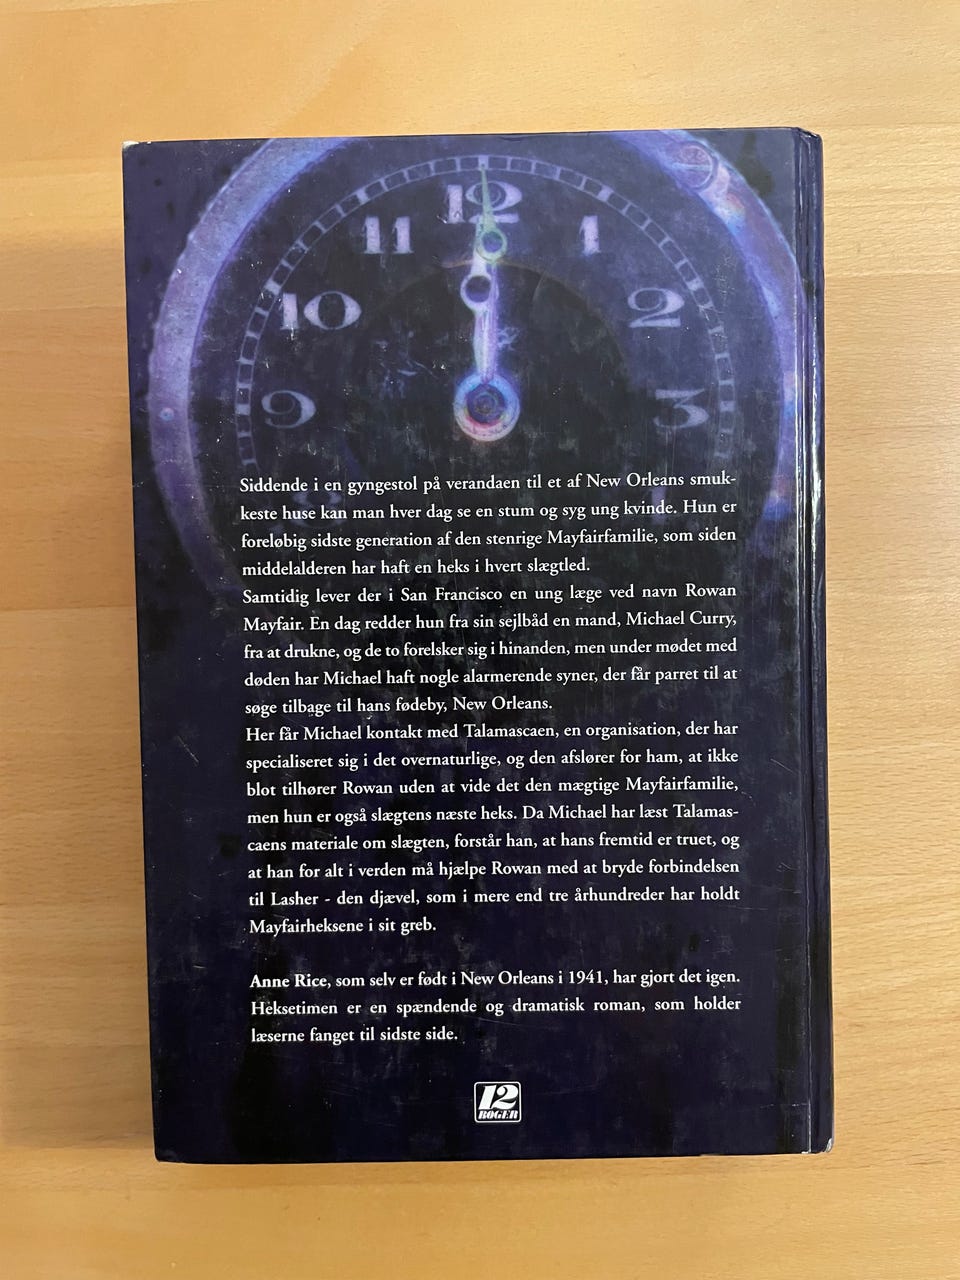 12
11
1
10
2
9
3
Siddende i en gyngestol på verandaen til et af New Orleans smuk-
keste huse kan man hver dag se en stum og syg ung kvinde. Hun er
foreløbig sidste generation af den stenrige Mayfairfamilie, som siden
middelalderen har haft en heks i hvert slægtled.
Samtidig lever der i San Francisco en ung læge ved navn Rowan
Mayfair. En dag redder hun fra sin sejlbåd en mand, Michael Curry,
fra at drukne, og de to forelsker sig i hinanden, men under mødet med
døden har Michael haft nogle alarmerende syner, der får parret til at
søge tilbage til hans fødeby, New Orleans.
Her får Michael kontakt med Talamascaen, en organisation, der har
specialiseret sig i det overnaturlige, og den afslører for ham, at ikke
blot tilhører Rowan uden at vide det den mægtige Mayfairfamilie,
men hun er også slægtens næste heks. Da Michael har læst Talamas-
caens materiale om slægten, forstår han, at hans fremtid er truet, og
at han for alt i verden må hjælpe Rowan med at bryde forbindelsen
til Lasher - den djævel, som i mere end tre århundreder har holdt
Mayfairheksene i sit greb.
Anne Rice, som selv er født i New Orleans i 1941, har gjort det igen.
Heksetimen er en spændende og dramatisk roman, som holder
læserne fanget til sidste side.
12
BØGER